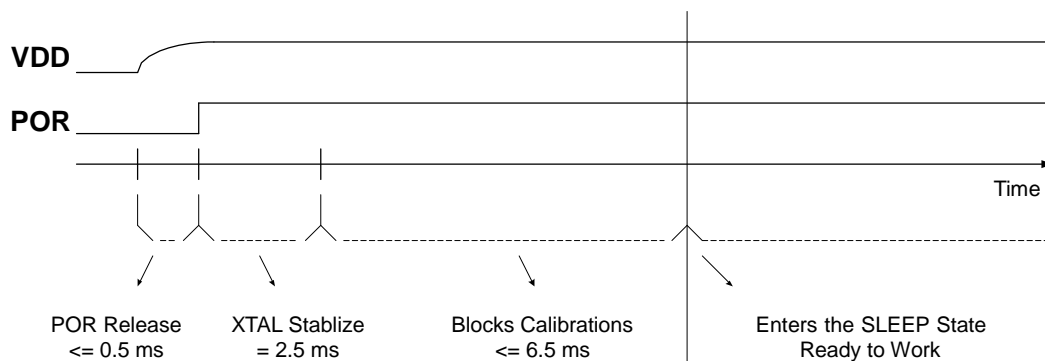 VDD
POR
Time
POR Release
<= 0.5 ms
XTAL Stablize
= 2.5 ms
Blocks Calibrations
<= 6.5 ms
Enters the SLEEP State
Ready to Work